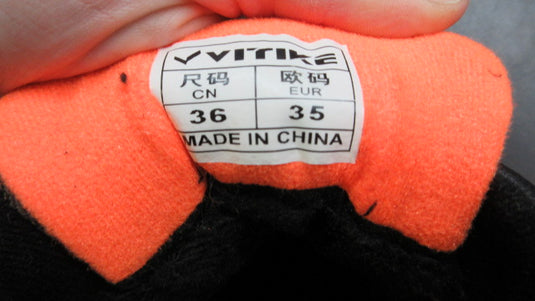 VITIKE
尺码 欧码
CN EUR
36 35
MADE IN CHINA